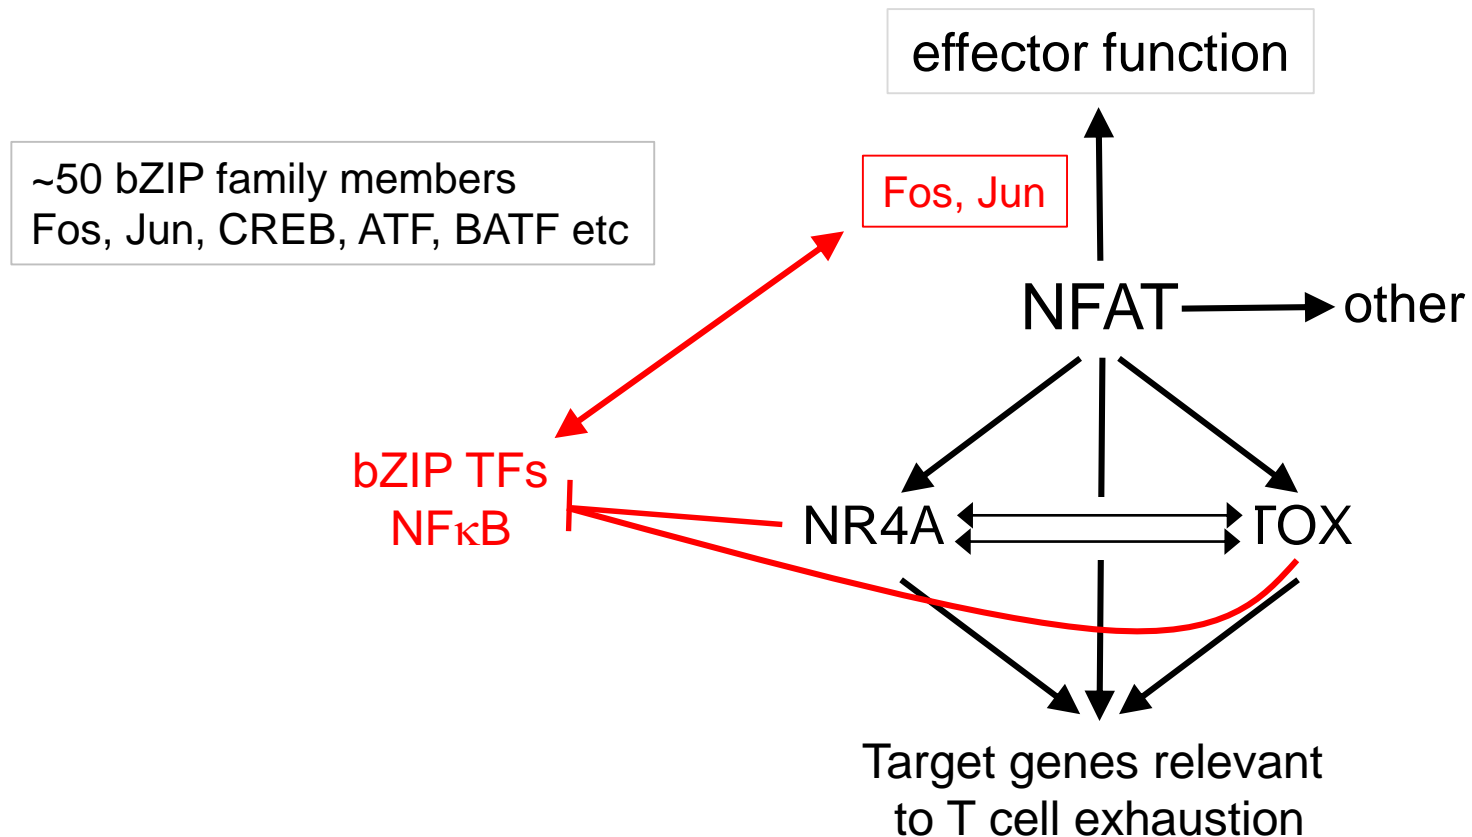 effector function
~50 bZIP family members
Fos, Jun, CREB, ATF, BATF etc
Fos, Jun
NFAT
other
bZIP TFs
NFκB
NR4A
TOX
Target genes relevant
to T cell exhaustion